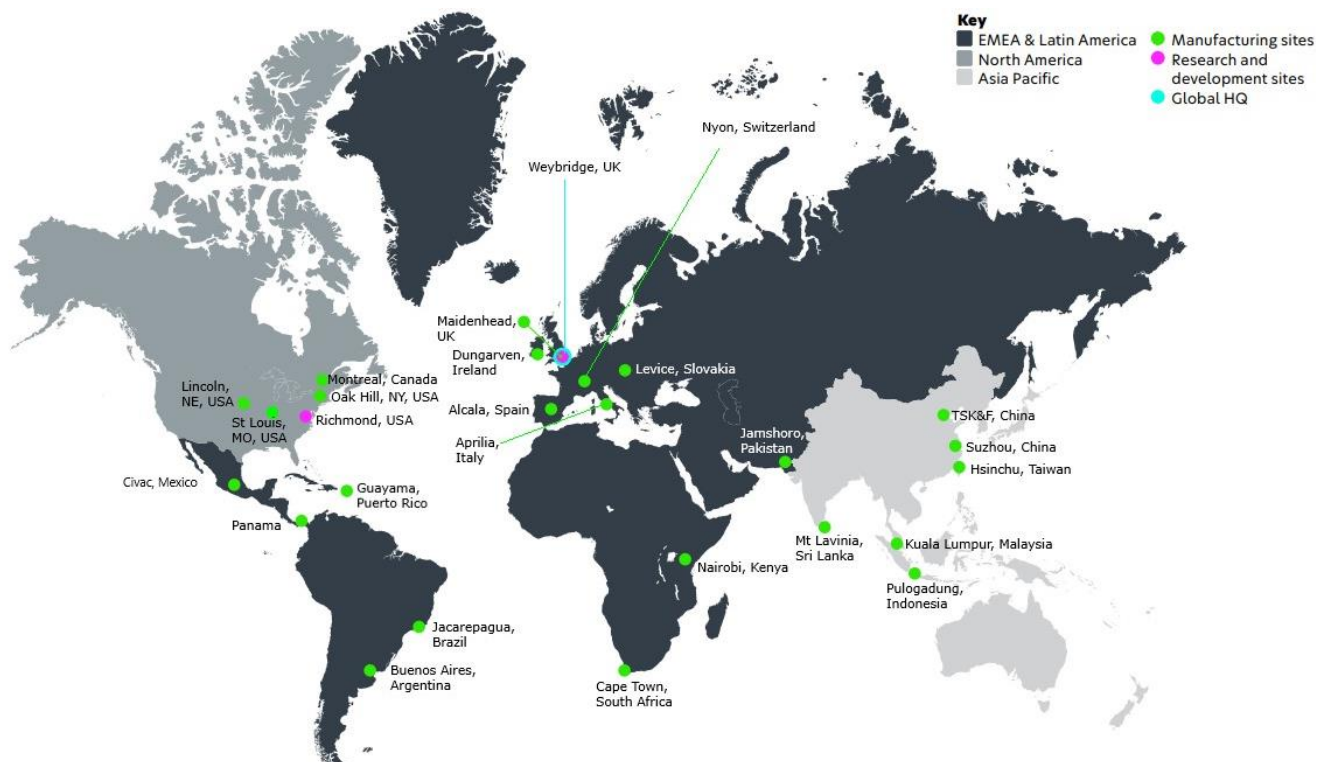 Key
EMEA & Latin America
North America
Asia Pacific
Manufacturing sites
Research and
development sites
Global HQ
Nyon, Switzerland
Weybridge, UK
Maidenhead,
UK
Dungarven,
Ireland
Levice, Slovakia
Alcala, Spain
Aprilia,
Italy
Montreal, Canada
Lincoln,
NE, USA
Oak Hill, NY, USA
St Louis,
MO, USA
Richmond, USA
Civac, Mexico
Guayama,
Puerto Rico
Panama
Jacarepagua,
Brazil
Buenos Aires,
Argentina
Jamshoro,
Pakistan
TSK&F, China
Suzhou, China
Hsinchu, Taiwan
Mt Lavinia,
Sri Lanka
Kuala Lumpur, Malaysia
Pulogadung,
Indonesia
Nairobi, Kenya
Cape Town,
South Africa